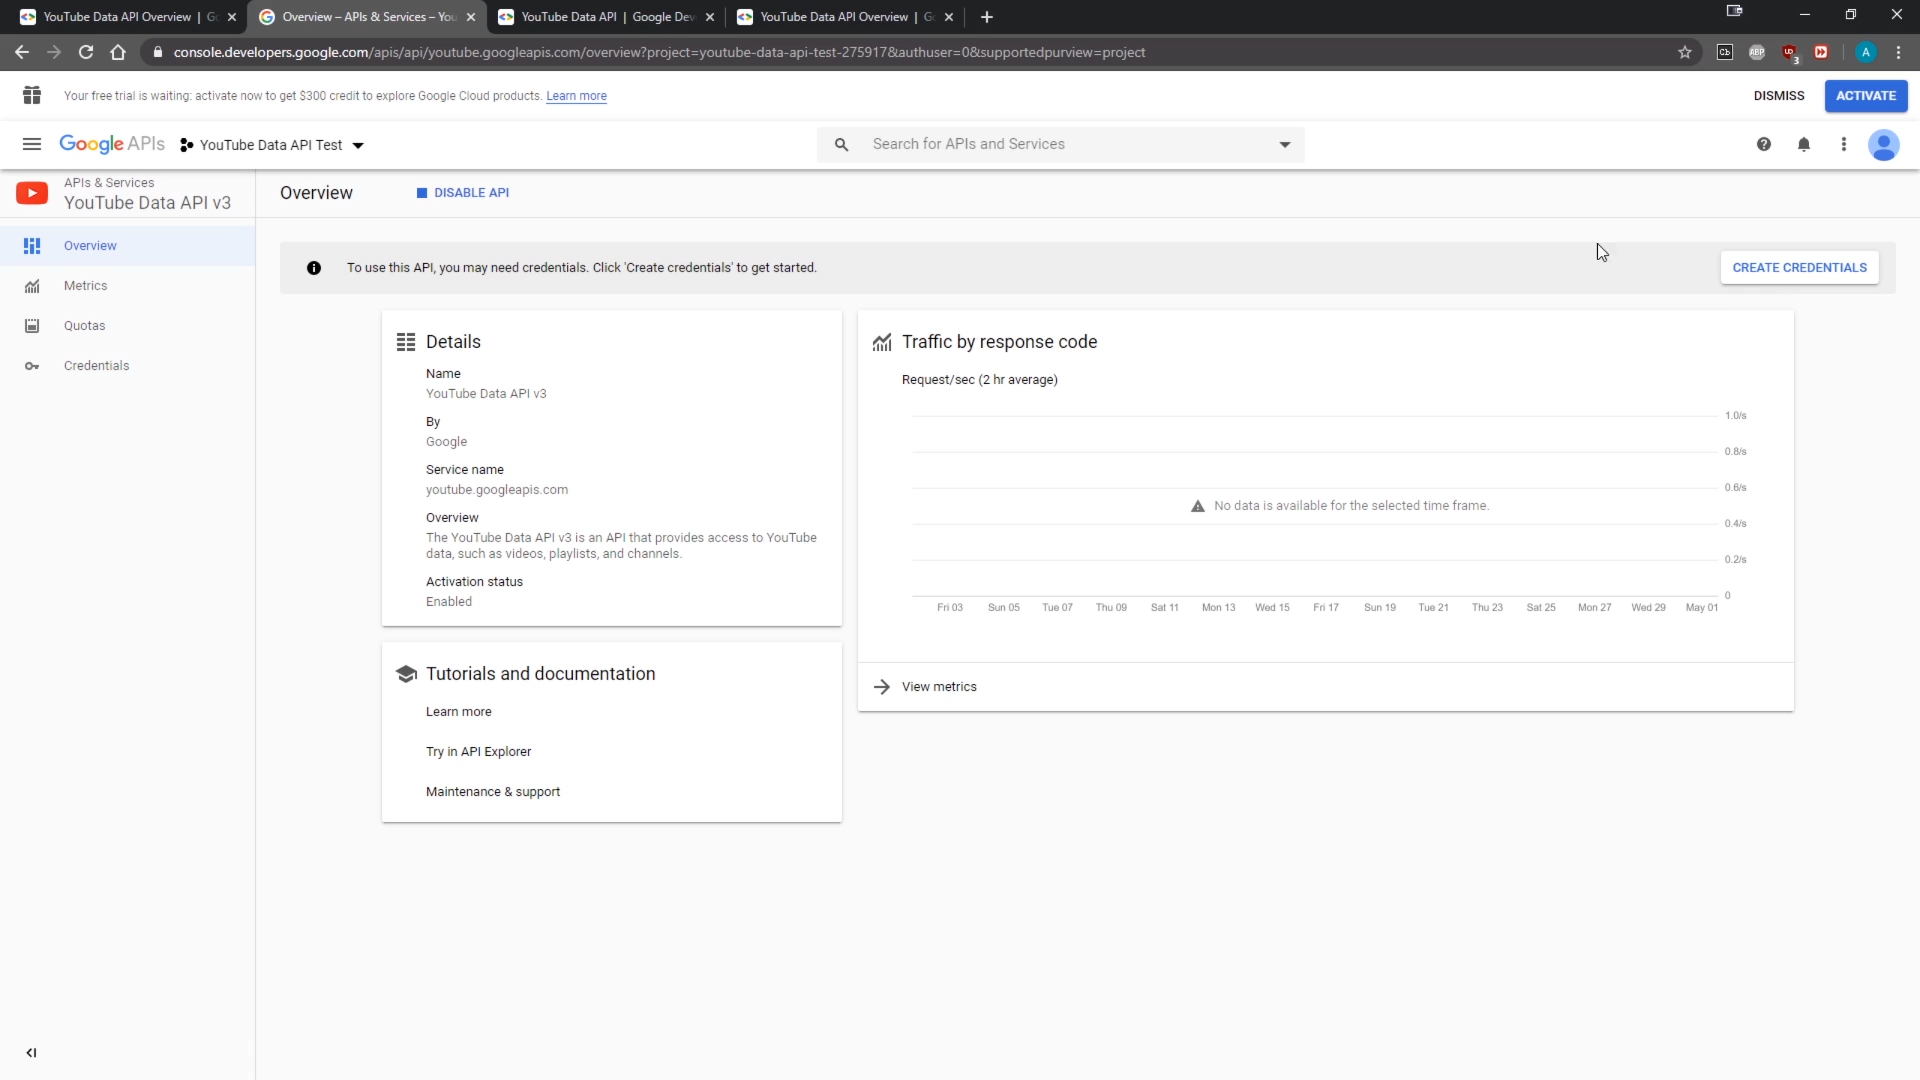 YouTube Data API Overview | G
Overview – APIs & Services – You
YouTube Data API | Google Dev
YouTube Data API Overview | G
console.developers.google.com/apis/api/youtube.googleapis.com/overview?project=youtube-data-api-test-275917&authuser=0&supportedpurview=project
ABP
3
A
Your free trial is waiting: activate now to get $300 credit to explore Google Cloud products. Learn more
DISMISS
ACTIVATE
Google APIs
YouTube Data API Test
Search for APIs and Services
APIs & Services
YouTube Data API v3
Overview
DISABLE API
Overview
Metrics
Quotas
Credentials
To use this API, you may need credentials. Click 'Create credentials' to get started.
CREATE CREDENTIALS
Details
Name
YouTube Data API v3
By
Google
Service name
youtube.googleapis.com
Overview
The YouTube Data API v3 is an API that provides access to YouTube
data, such as videos, playlists, and channels.
Activation status
Enabled
Tutorials and documentation
Learn more
Try in API Explorer
Maintenance & support
Traffic by response code
Request/sec (2 hr average)
1.0/s
0.8/s
0.6/s
No data is available for the selected time frame.
0.4/s
0.2/s
0
Fri 03 Sun 05 Tue 07 Thu 09 Sat 11 Mon 13 Wed 15 Fri 17 Sun 19 Tue 21 Thu 23 Sat 25 Mon 27 Wed 29 May 01
View metrics